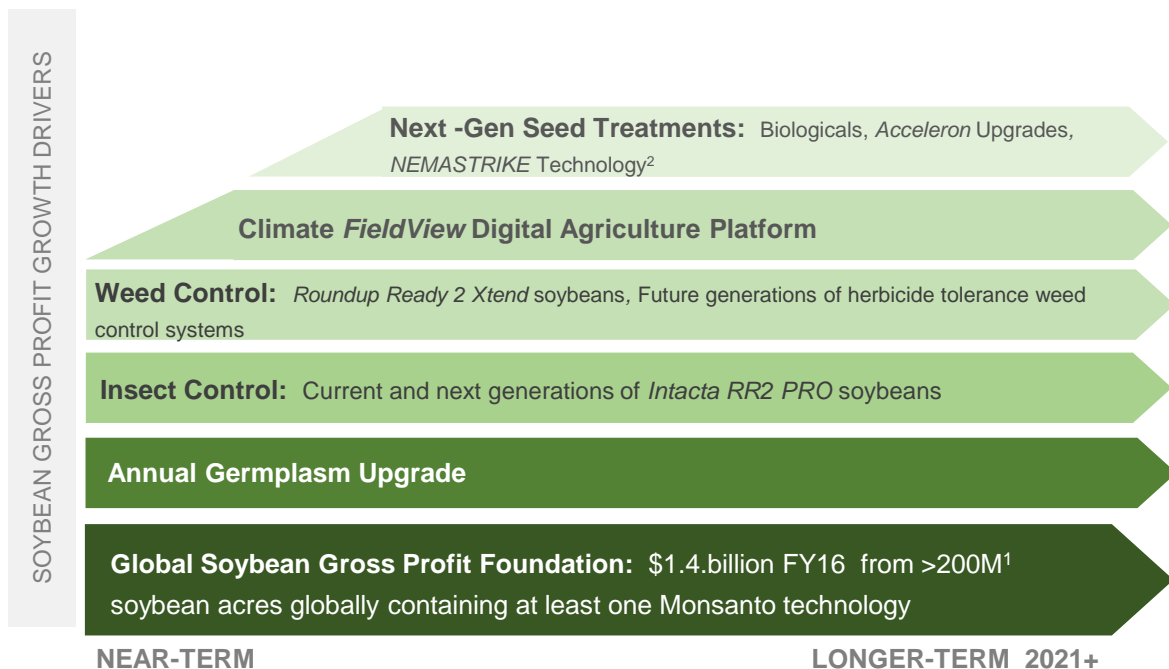 SOYBEAN GROSS PROFIT GROWTH DRIVERS
Next -Gen Seed Treatments: Biologicals, Acceleron Upgrades,
NEMASTRIKE Technology²
Climate FieldView Digital Agriculture Platform
Weed Control: Roundup Ready 2 Xtend soybeans, Future generations of herbicide tolerance weed
control systems
Insect Control: Current and next generations of Intacta RR2 PRO soybeans
Annual Germplasm Upgrade
Global Soybean Gross Profit Foundation: $1.4.billion FY16 from >200M¹
soybean acres globally containing at least one Monsanto technology
NEAR-TERM LONGER-TERM 2021+